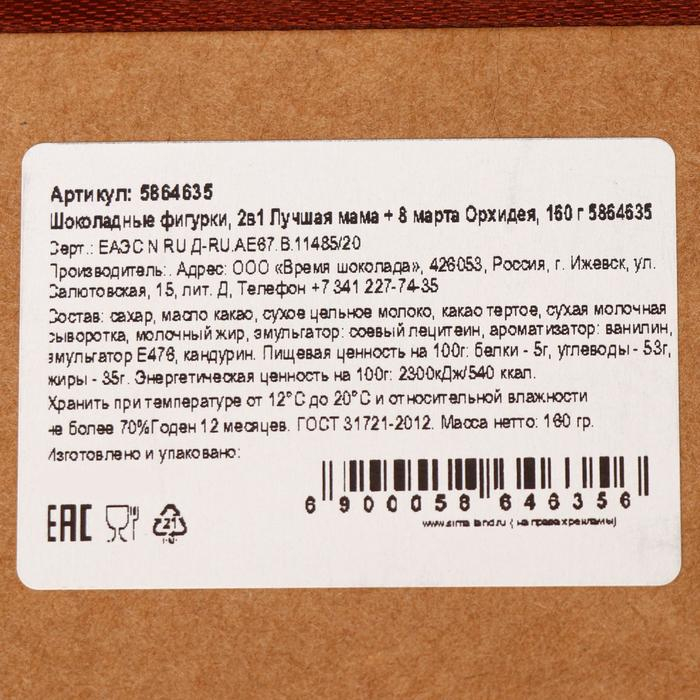 Артикул: 5864635
Шоколадные фигурки, 2в1 Лучшая мама + 8 марта Орхидея, 160 г 5864635
Серт.: ЕАЭС N RU Д-RU.АЕ67.В.11485/20
Производитель:. Адрес: ООО «Время шоколада», 426053, Россия, г. Ижевск, ул.
Салютовская, 15, лит. Д, Телефон +7 341 227-74-35
Состав: сахар, масло какао, сухое цельное молоко, какао тертое, сухая молочная
сыворотка, молочный жир, эмульгатор: соевый лецитеин, ароматизатор: ванилин,
эмульгатор Е476, кандурин. Пищевая ценность на 100г: белки - 5г, углеводы - 53г,
жиры - 35г. Энергетическая ценность на 100г: 2300кДж/540 ккал.
Хранить при температуре от 12°С до 20°С и относительной влажности
не более 70%Годен 12 месяцев. ГОСТ 31721-2012. Масса нетто: 160 гр.
Изготовлено и упаковано:
6 900058 646356
www.sima-land.ru ( на правах рекламы)
EAC
21